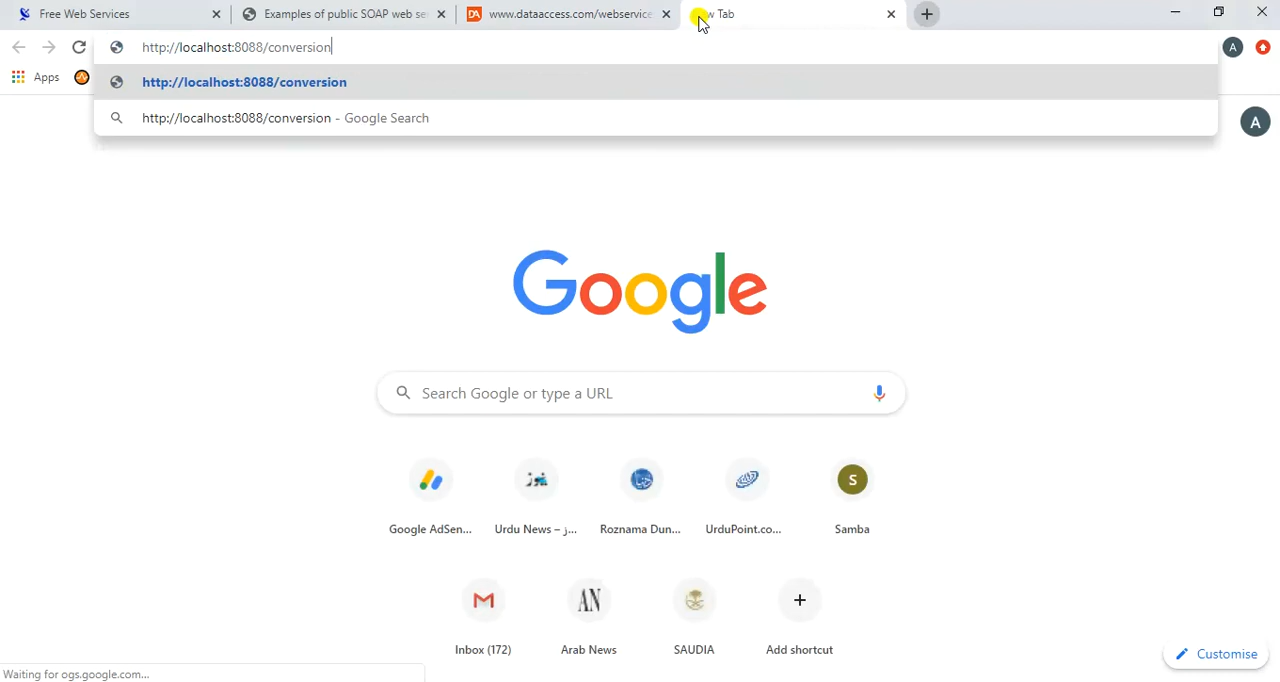 Free Web Services
Examples of public SOAP web se
www.dataaccess.com/webservice
w Tab
http://localhost:8088/conversion
A
Apps
http://localhost:8088/conversion
http://localhost:8088/conversion - Google Search
A
Google
Search Google or type a URL
S
Google AdSen...
Urdu News – ز...
Roznama Dun...
UrduPoint.co...
Samba
AN
Inbox (172)
Arab News
SAUDIA
Add shortcut
Customise
Waiting for ogs.google.com...